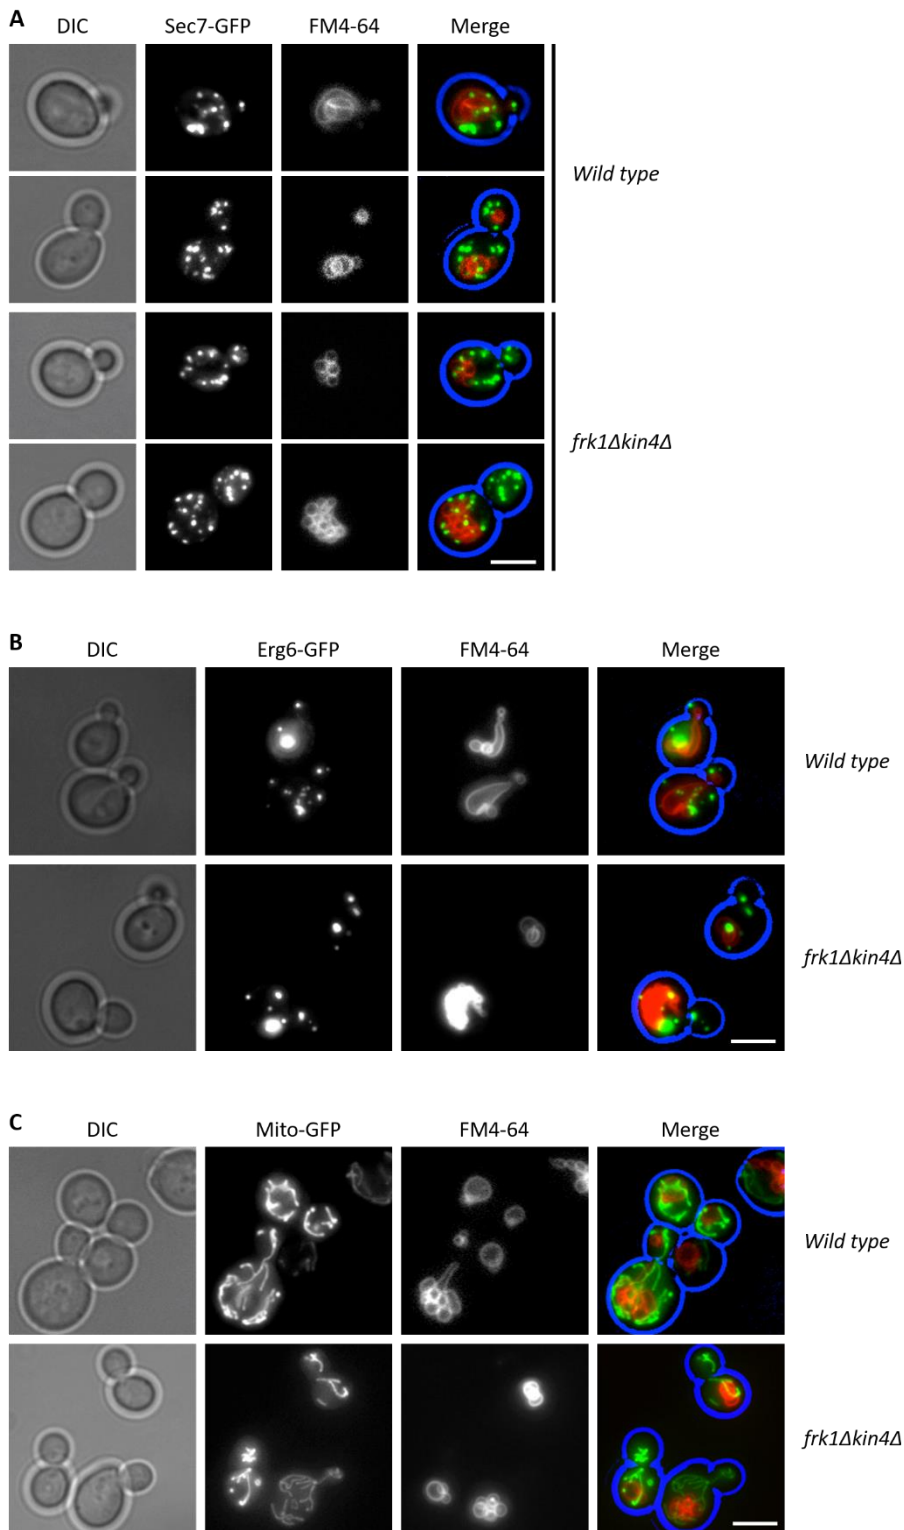 A
DIC Sec7-GFP FM4-64 Merge
Wild type
frk1Δkin4Δ
B
DIC Erg6-GFP FM4-64 Merge
Wild type
frk1Δkin4Δ
C
DIC Mito-GFP FM4-64 Merge
Wild type
frk1Δkin4Δ